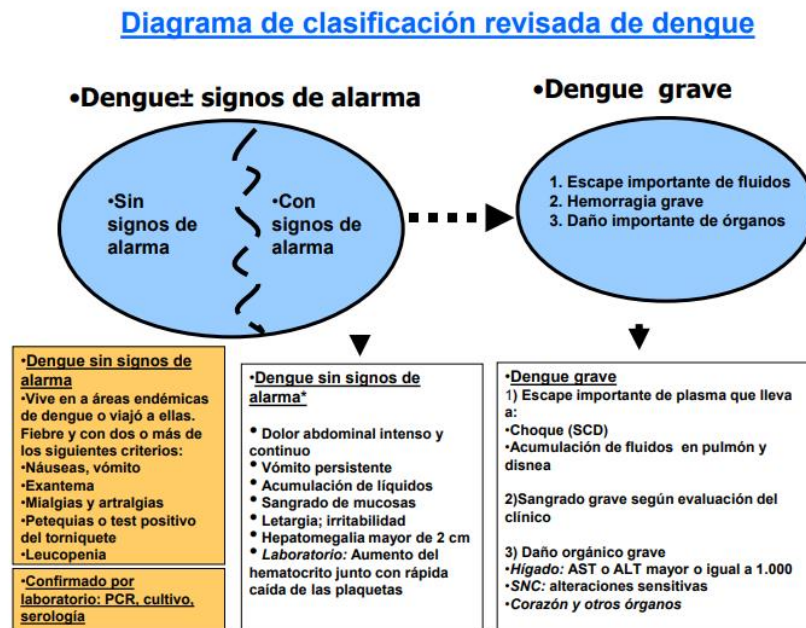 Diagrama de clasificación revisada de dengue
•Dengue± signos de alarma
•Dengue grave
•Sin
signos de
alarma
•Con
signos de
alarma
1. Escape importante de fluidos
2. Hemorragia grave
3. Daño importante de órganos
•Dengue sin signos de
alarma
•Vive en a áreas endémicas
de dengue o viajó a ellas.
Fiebre y con dos o más de
los siguientes criterios:
•Náuseas, vómito
•Exantema
•Mialgias y artralgias
•Petequias o test positivo
del torniquete
•Leucopenia
•Confirmado por
laboratorio: PCR, cultivo,
serología
•Dengue sin signos de
alarma*
• Dolor abdominal intenso y
continuo
• Vómito persistente
• Acumulación de líquidos
• Sangrado de mucosas
• Letargia; irritabilidad
• Hepatomegalia mayor de 2 cm
• Laboratorio: Aumento del
hematocrito junto con rápida
caída de las plaquetas
•Dengue grave
1) Escape importante de plasma que lleva
a:
•Choque (SCD)
•Acumulación de fluidos en pulmón y
disnea
2)Sangrado grave según evaluación del
clínico
3) Daño orgánico grave
•Hígado: AST o ALT mayor o igual a 1.000
•SNC: alteraciones sensitivas
•Corazón y otros órganos